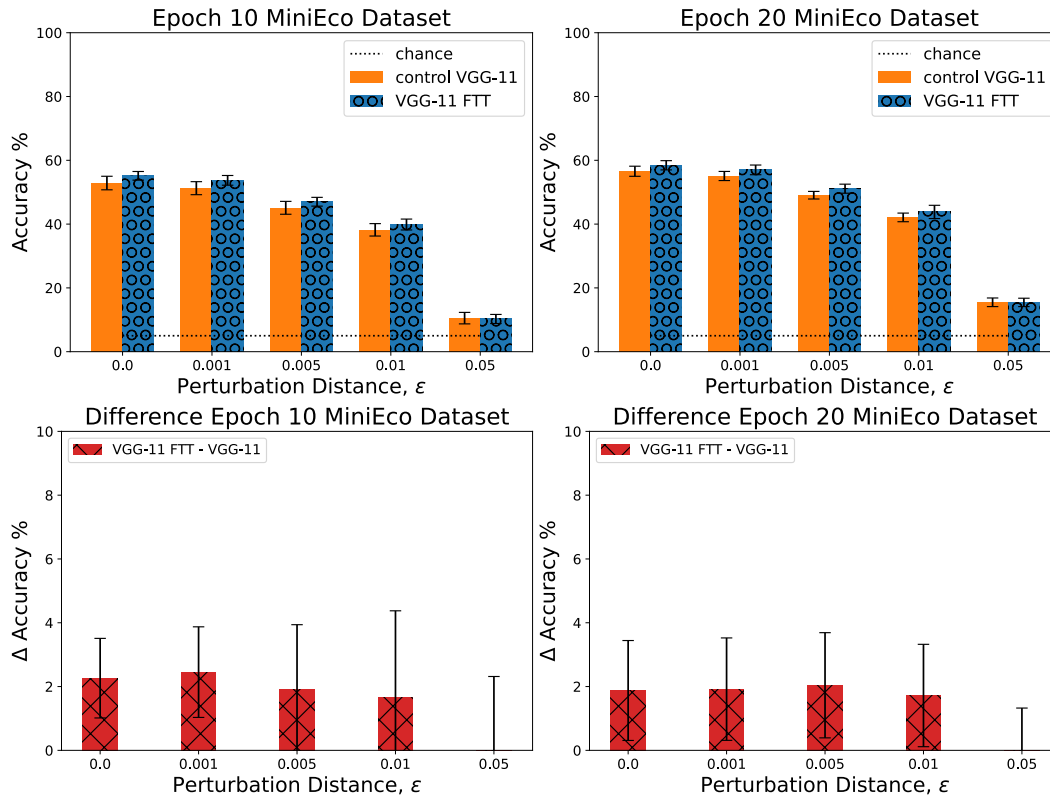 Epoch 10 MiniEco Dataset
100
80
60
40
20
0
Accuracy %
chance
control VGG-11
VGG-11 FTT
0.0 0.001 0.005 0.01 0.05
Perturbation Distance, ε
Epoch 20 MiniEco Dataset
100
80
60
40
20
0
Accuracy %
chance
control VGG-11
VGG-11 FTT
0.0 0.001 0.005 0.01 0.05
Perturbation Distance, ε
Difference Epoch 10 MiniEco Dataset
10
8
6
4
2
0
Δ Accuracy %
VGG-11 FTT - VGG-11
0.0 0.001 0.005 0.01 0.05
Perturbation Distance, ε
Difference Epoch 20 MiniEco Dataset
10
8
6
4
2
0
Δ Accuracy %
VGG-11 FTT - VGG-11
0.0 0.001 0.005 0.01 0.05
Perturbation Distance, ε